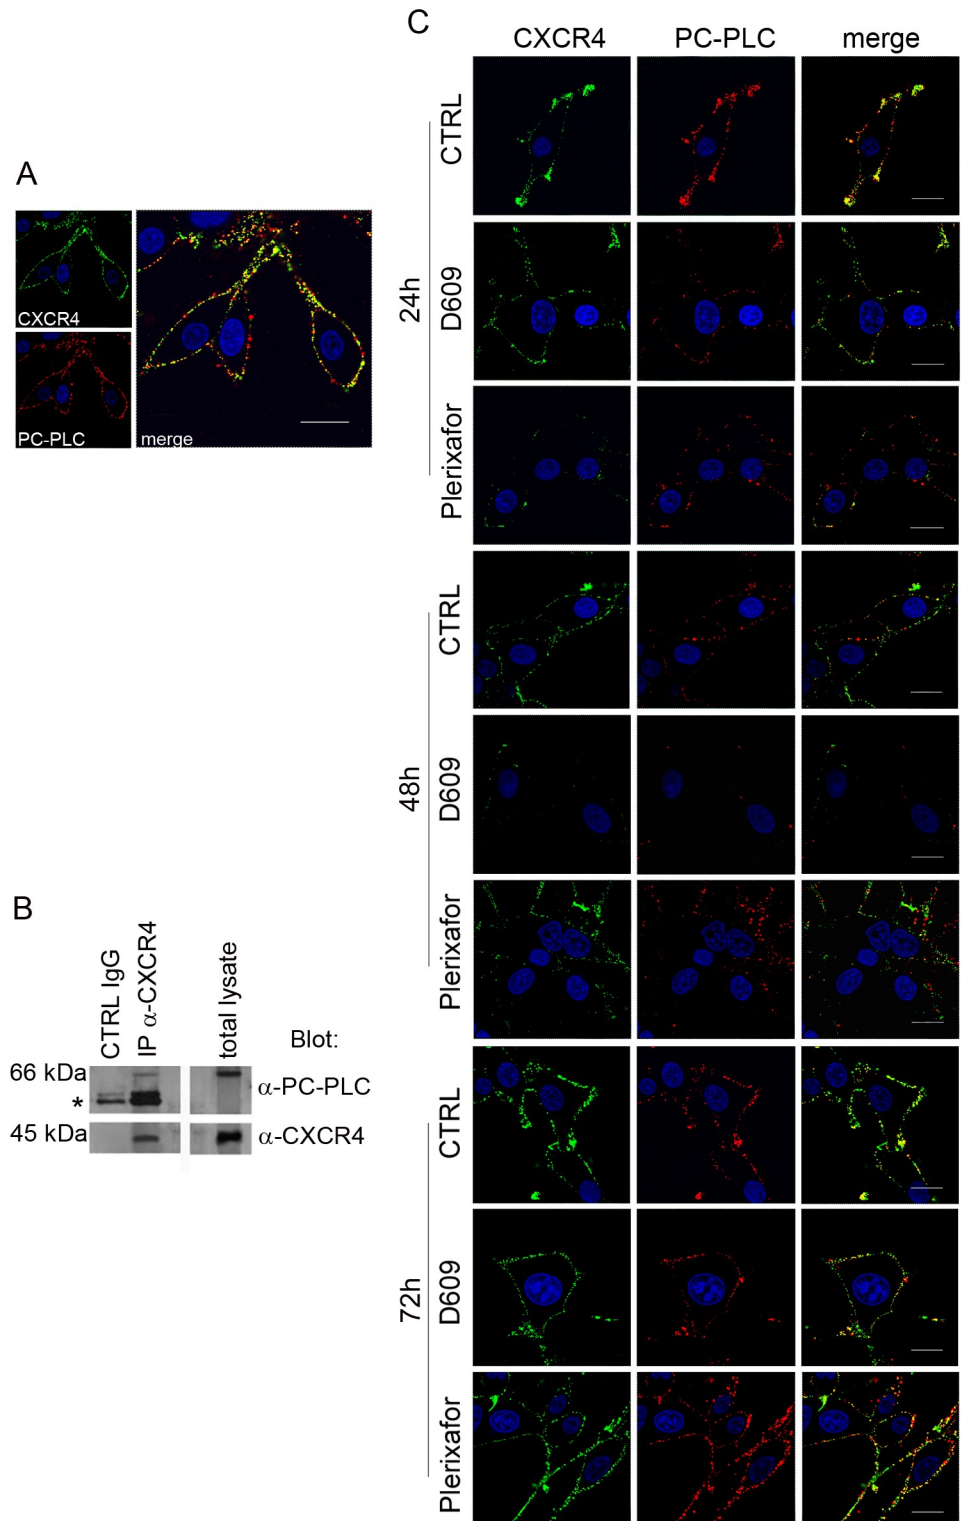 A
CXCR4
PC-PLC
merge
B
CTRL IgG
IP α-CXCR4
total lysate
Blot:
66 kDa
α-PC-PLC
*
45 kDa
α-CXCR4
C
CXCR4 PC-PLC merge
24h
CTRL
D609
Plerixafor
48h
CTRL
D609
Plerixafor
72h
CTRL
D609
Plerixafor